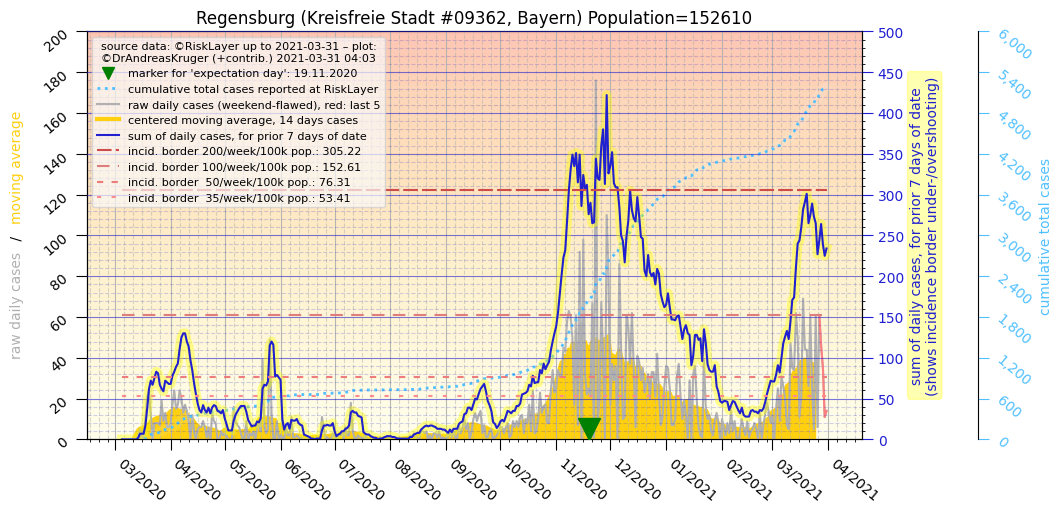 Regensburg (Kreisfreie Stadt #09362, Bayern) Population=152610
source data: ©RiskLayer up to 2021-03-31 – plot:
©DrAndreasKruger (+contrib.) 2021-03-31 04:03
marker for 'expectation day': 19.11.2020
cumulative total cases reported at RiskLayer
raw daily cases (weekend-flawed), red: last 5
centered moving average, 14 days cases
sum of daily cases, for prior 7 days of date
incid. border 200/week/100k pop.: 305.22
incid. border 100/week/100k pop.: 152.61
incid. border  50/week/100k pop.: 76.31
incid. border  35/week/100k pop.: 53.41
raw daily cases / moving average
200
180
160
140
120
100
80
60
40
20
0
03/2020
04/2020
05/2020
06/2020
07/2020
08/2020
09/2020
10/2020
11/2020
12/2020
01/2021
02/2021
03/2021
04/2021
500
450
400
350
300
250
200
150
100
50
0
sum of daily cases, for prior 7 days of date
(shows incidence border under-/overshooting)
6,000
5,400
4,800
4,200
3,600
3,000
2,400
1,800
1,200
600
0
cumulative total cases